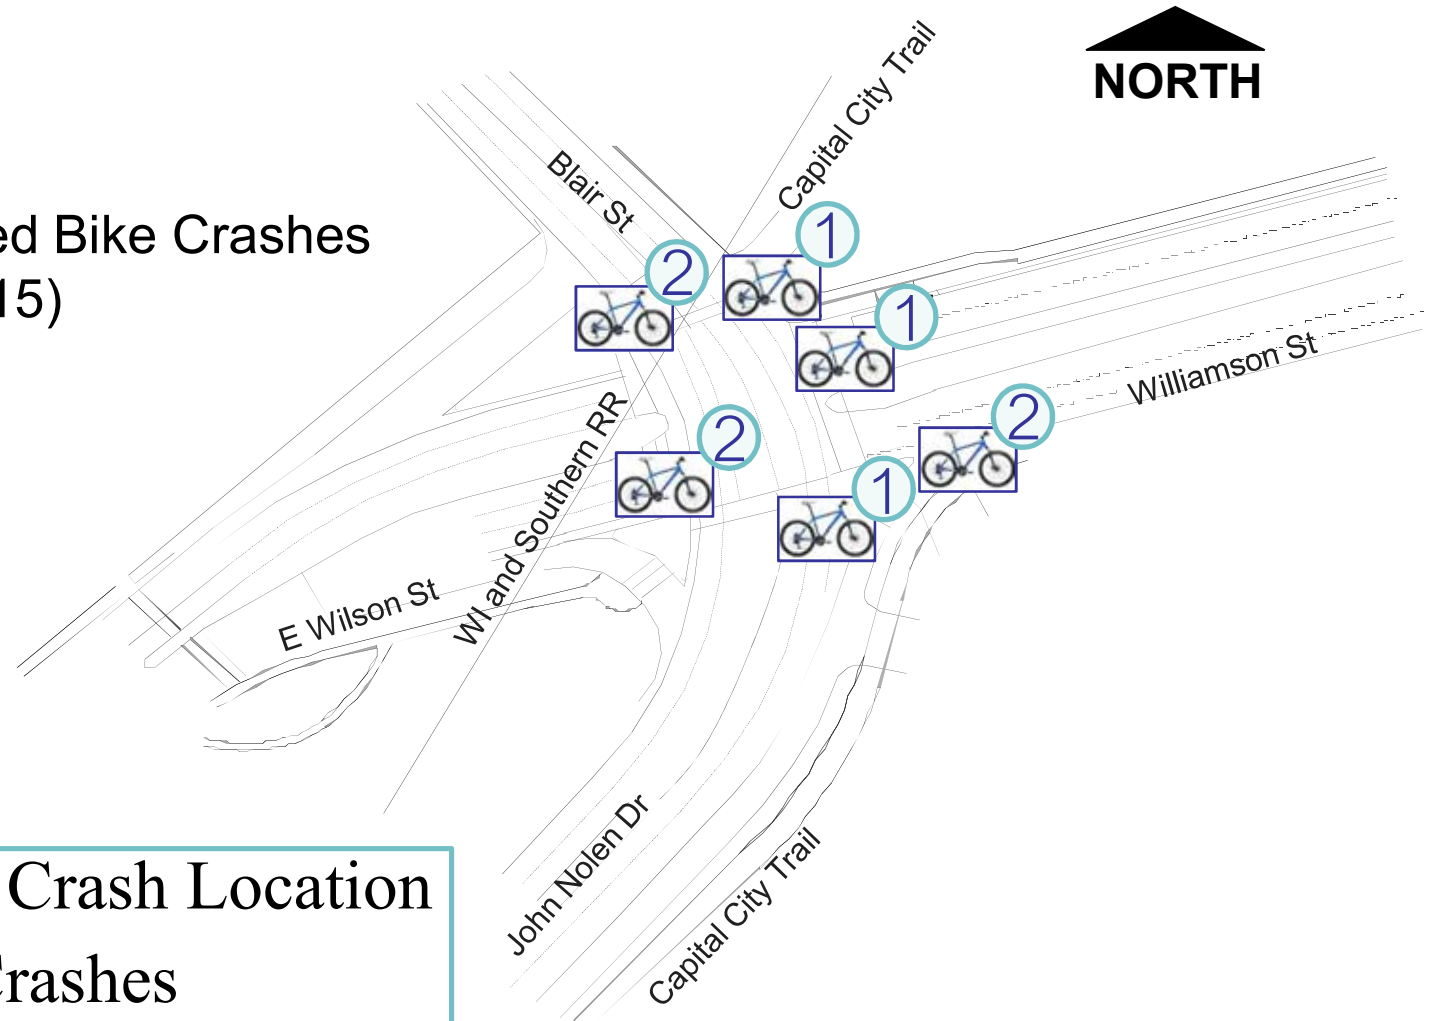 NORTH
Capital City Trail
Blair St
ed Bike Crashes
15)
1
2
1
Williamson St
2
2
1
WI and Southern RR
E Wilson St
John Nolen Dr
Capital City Trail
Crash Location
Crashes